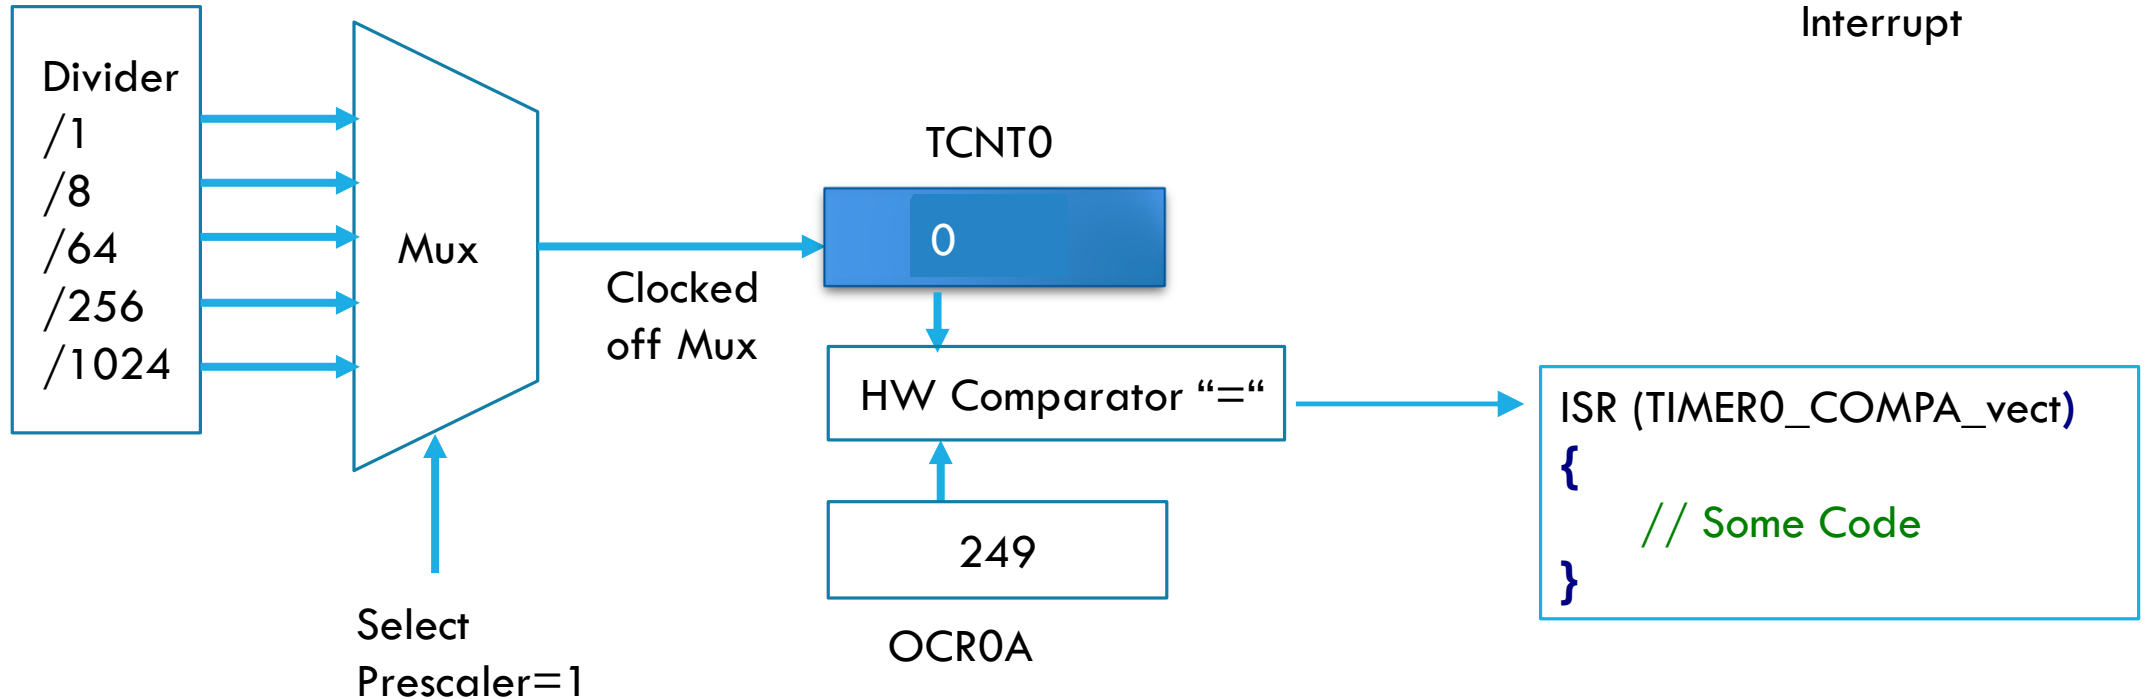 Interrupt
Divider
/1
/8
/64
/256
/1024
Mux
Clocked
off Mux
Select
Prescaler=1
TCNT0
0
HW Comparator “=“
249
OCR0A
ISR (TIMER0_COMPA_vect)
{
// Some Code
}